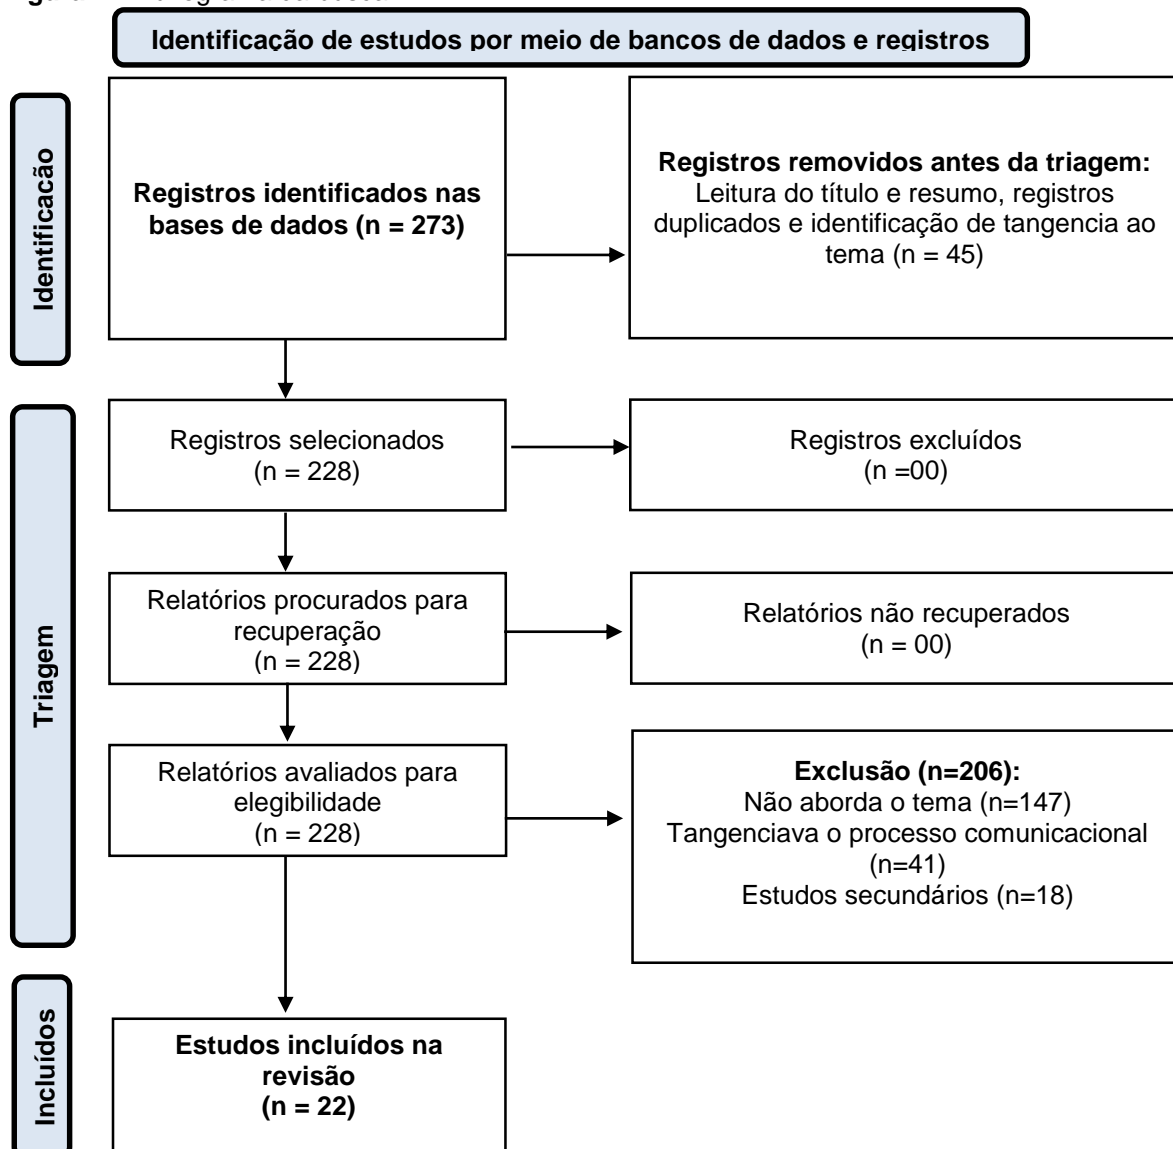 Identificação de estudos por meio de bancos de dados e registros
Identificação
Registros identificados nas
bases de dados (n = 273)
Registros removidos antes da triagem:
Leitura do título e resumo, registros
duplicados e identificação de tangencia ao
tema (n = 45)
Triagem
Registros selecionados
(n = 228)
Registros excluídos
(n =00)
Relatórios procurados para
recuperação
(n = 228)
Relatórios não recuperados
(n = 00)
Relatórios avaliados para
elegibilidade
(n = 228)
Exclusão (n=206):
Não aborda o tema (n=147)
Tangenciava o processo comunicacional
(n=41)
Estudos secundários (n=18)
Incluídos
Estudos incluídos na
revisão
(n = 22)